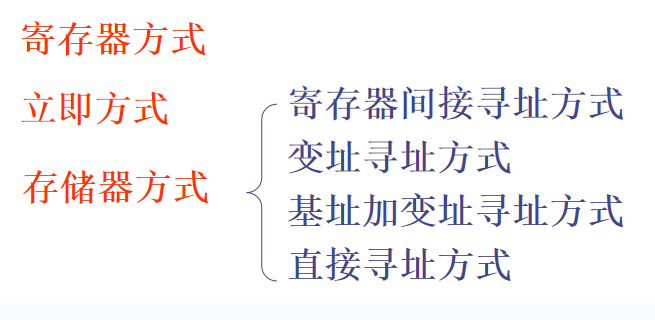 寄存器方式
立即方式
存储器方式
寄存器间接寻址方式
变址寻址方式
基址加变址寻址方式
直接寻址方式